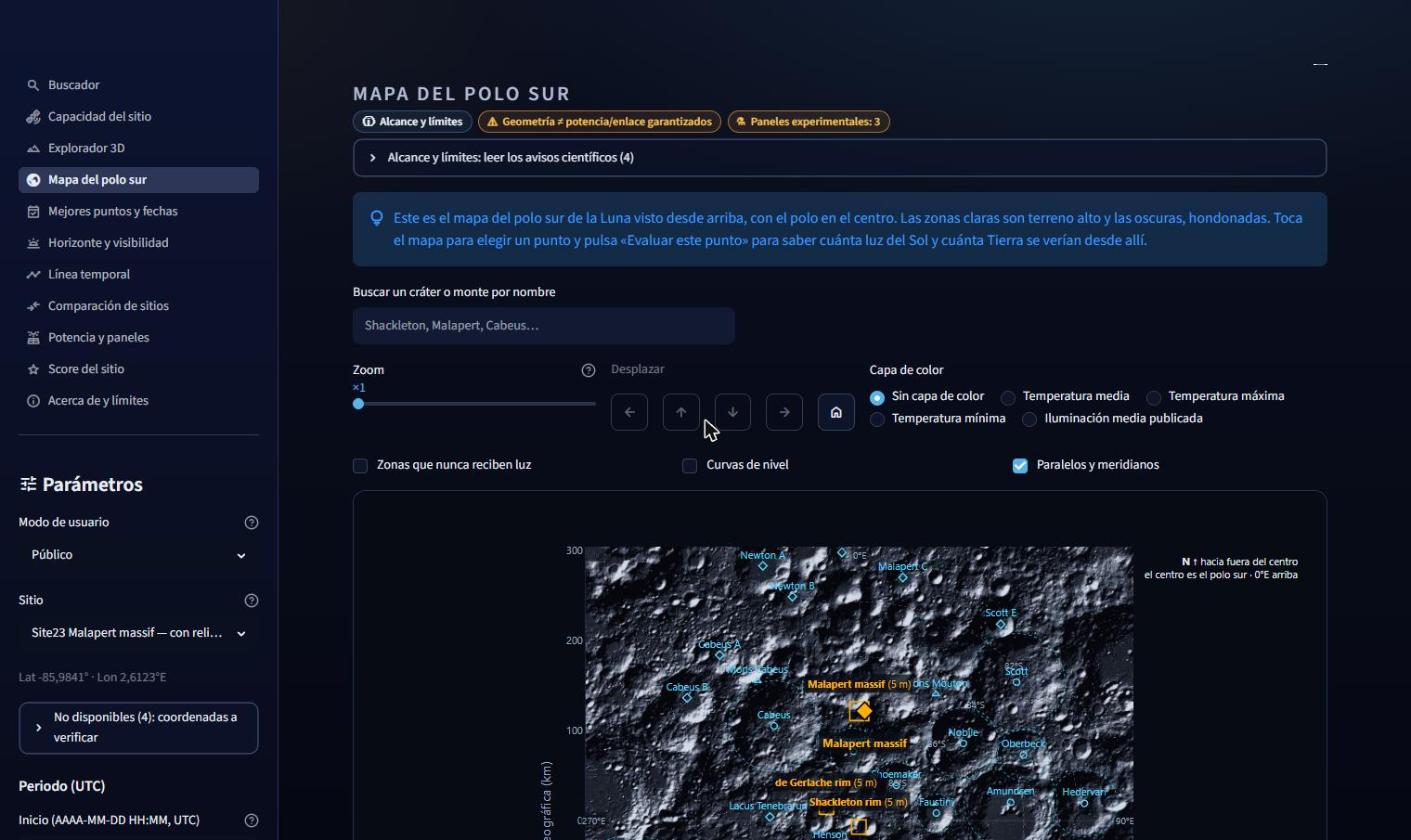 Buscador
Capacidad del sitio
Explorador 3D
Mapa del polo sur
Mejores puntos y fechas
Horizonte y visibilidad
Línea temporal
Comparación de sitios
Potencia y paneles
Score del sitio
Acerca de y límites
Parámetros
Modo de usuario
Público
Sitio
Site23 Malapert massif — con reli...
Lat -85,9841° · Lon 2,6123°E
No disponibles (4): coordenadas a
verificar
Periodo (UTC)
Inicio (AAAA-MM-DD HH:MM, UTC)
MAPA DEL POLO SUR
Alcance y límites
Geometría ≠ potencia/enlace garantizados
Paneles experimentales: 3
Alcance y límites: leer los avisos científicos (4)
Este es el mapa del polo sur de la Luna visto desde arriba, con el polo en el centro. Las zonas claras son terreno alto y las oscuras, hondonadas. Toca
el mapa para elegir un punto y pulsa «Evaluar este punto» para saber cuánta luz del Sol y cuánta Tierra se verían desde allí.
Buscar un cráter o monte por nombre
Shackleton, Malapert, Cabeus...
Zoom
×1
Desplazar
Capa de color
Sin capa de color
Temperatura media
Temperatura máxima
Temperatura mínima
Iluminación media publicada
Zonas que nunca reciben luz
Curvas de nivel
Paralelos y meridianos
300
200
100
Newton A
0°E
Malapert C
Newton B
Scott E
Cabeus A
Mons Cabeus
82°S
Scott
Cabeus B
Malapert massif (5 m)
84°S
Cabeus
Nobile
Malapert massif
86°S
Oberbeck
de Gerlache rim (5 m)
Amundsen
Hedervari
Shackleton rim (5 m)
Faustini
270°E
90°E
Henson
N ↑ hacia fuera del centro
el centro es el polo sur · 0°E arriba